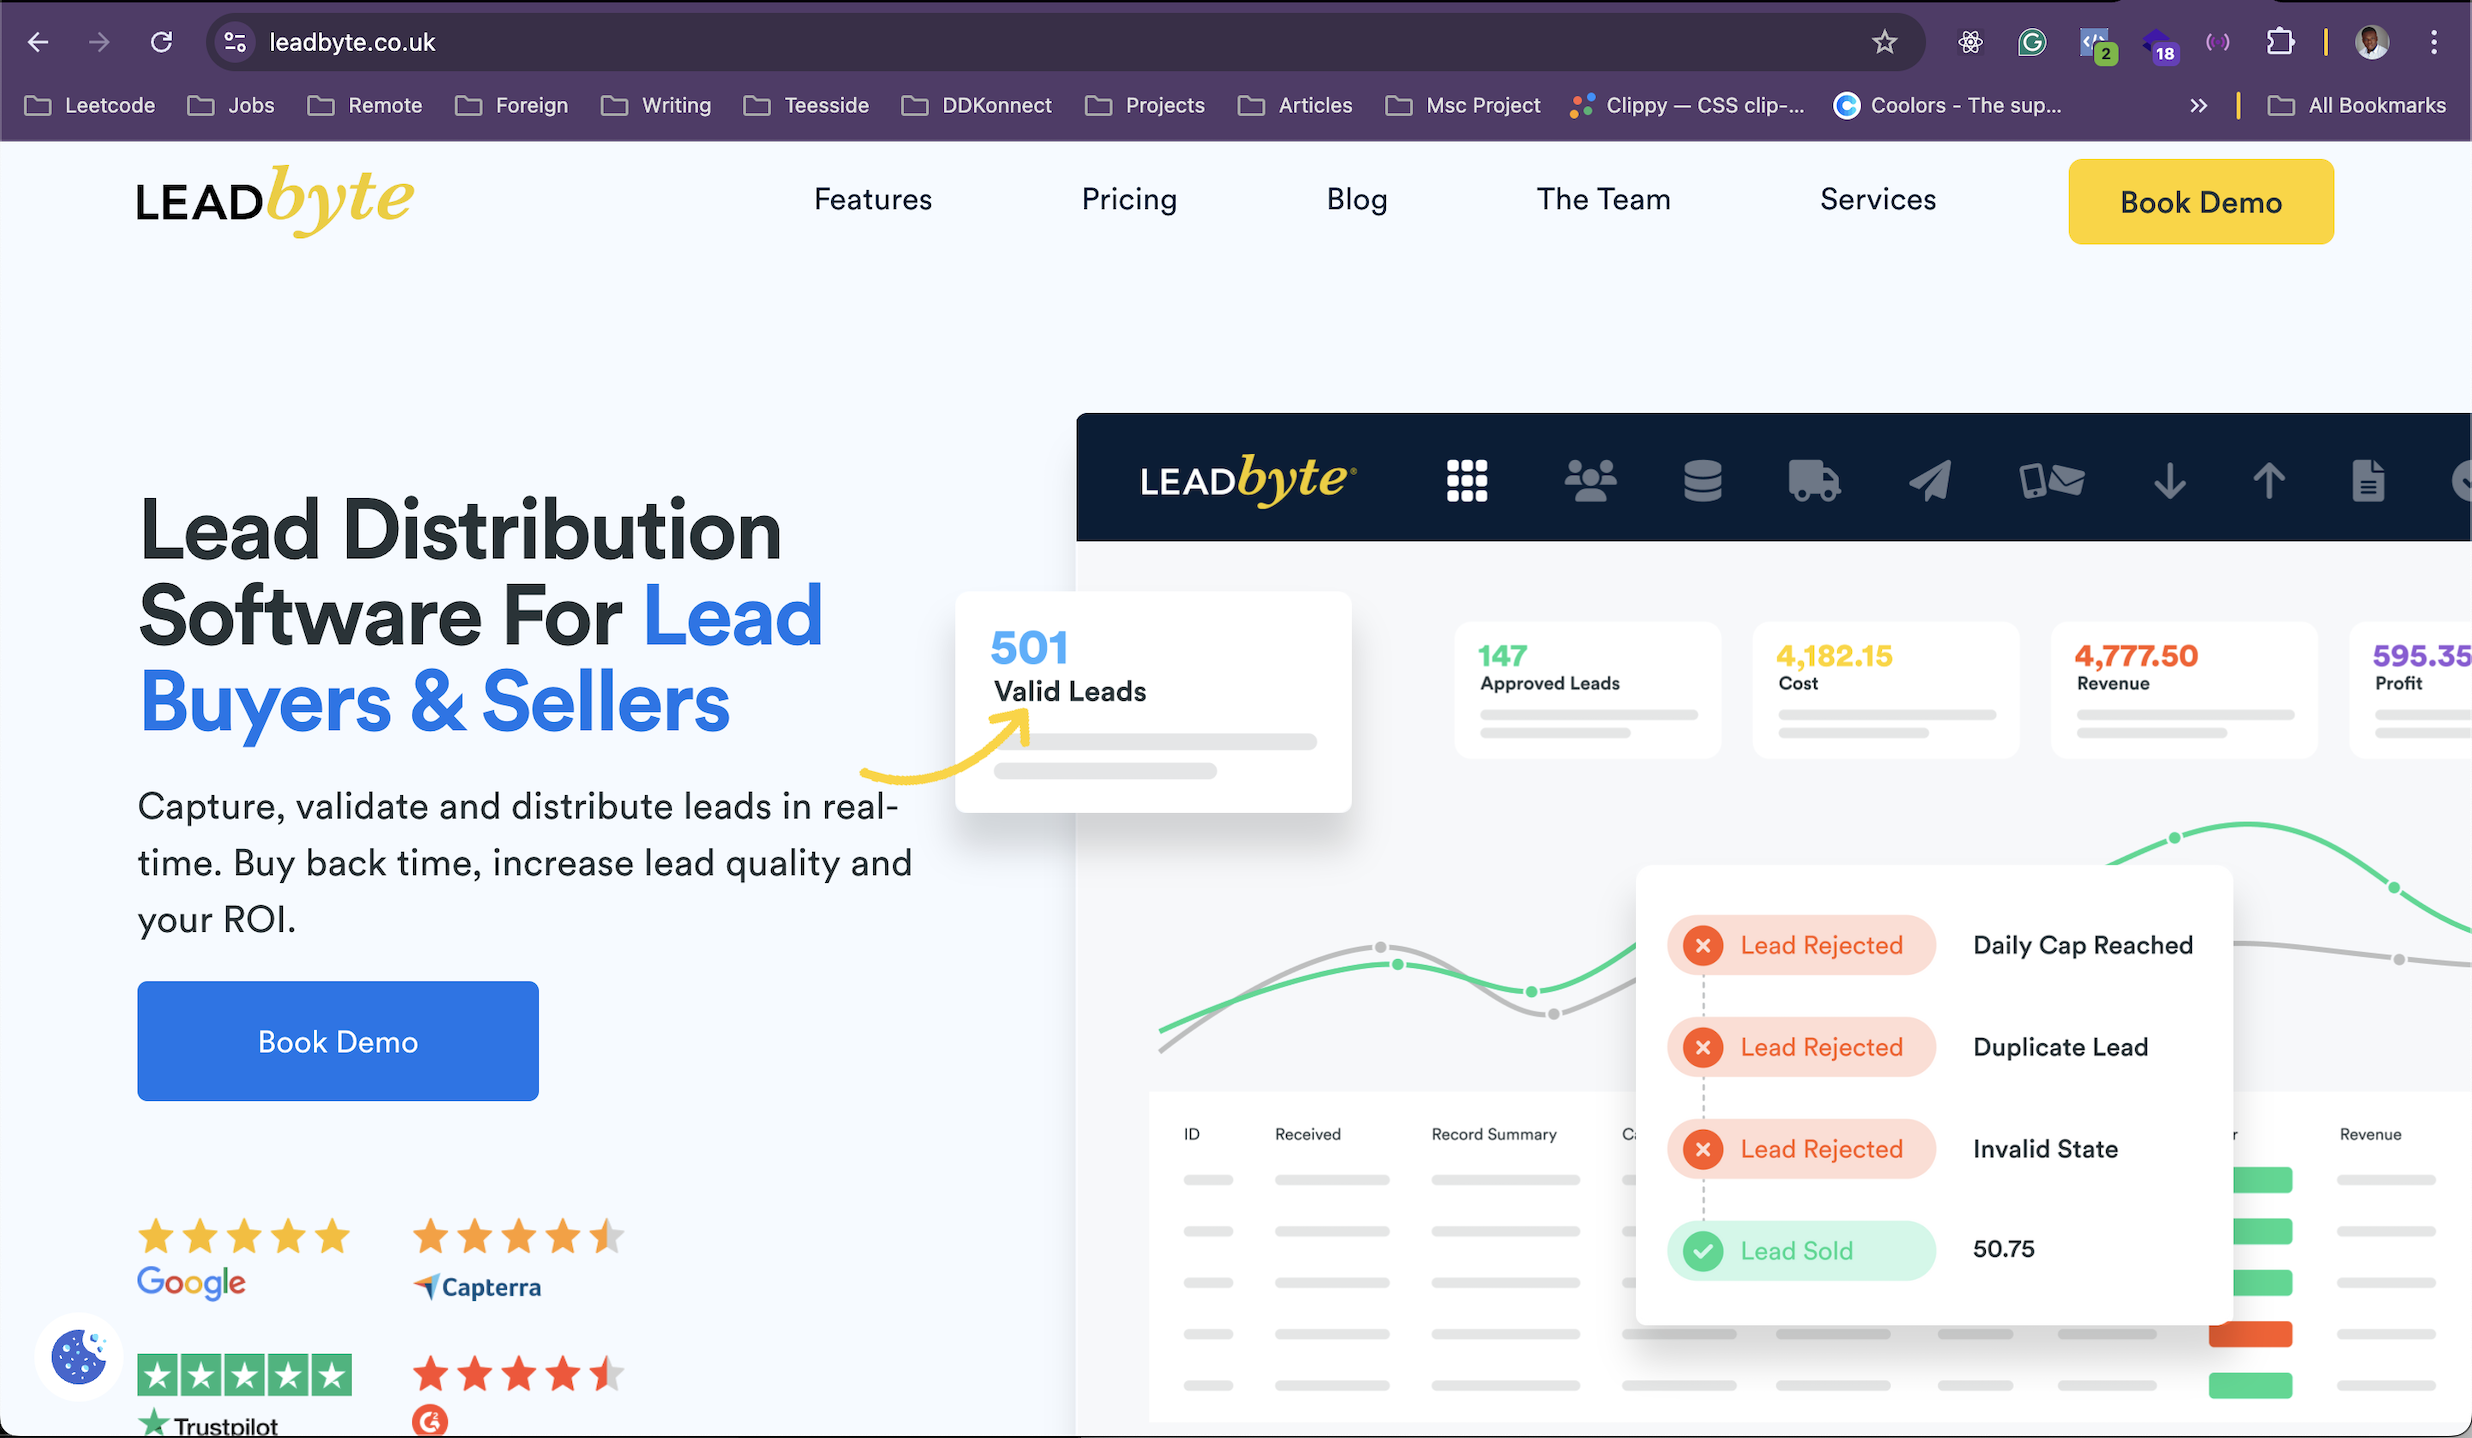 leadbyte.co.uk
2
18
Leetcode
Jobs
Remote
Foreign
Writing
Teesside
DDKonnect
Projects
Articles
Msc Project
Clippy — CSS clip-...
Coolors - The sup...
All Bookmarks
LEADbyte
Features
Pricing
Blog
The Team
Services
Book Demo
Lead Distribution
Software For Lead
Buyers & Sellers
Capture, validate and distribute leads in real-
time. Buy back time, increase lead quality and
your ROI.
Book Demo
Google
Capterra
Trustpilot
LEADbyte®
501
Valid Leads
147
Approved Leads
4,182.15
Cost
4,777.50
Revenue
595.35
Profit
Lead Rejected Daily Cap Reached
Lead Rejected Duplicate Lead
Lead Rejected Invalid State
Lead Sold 50.75
ID Received Record Summary Revenue